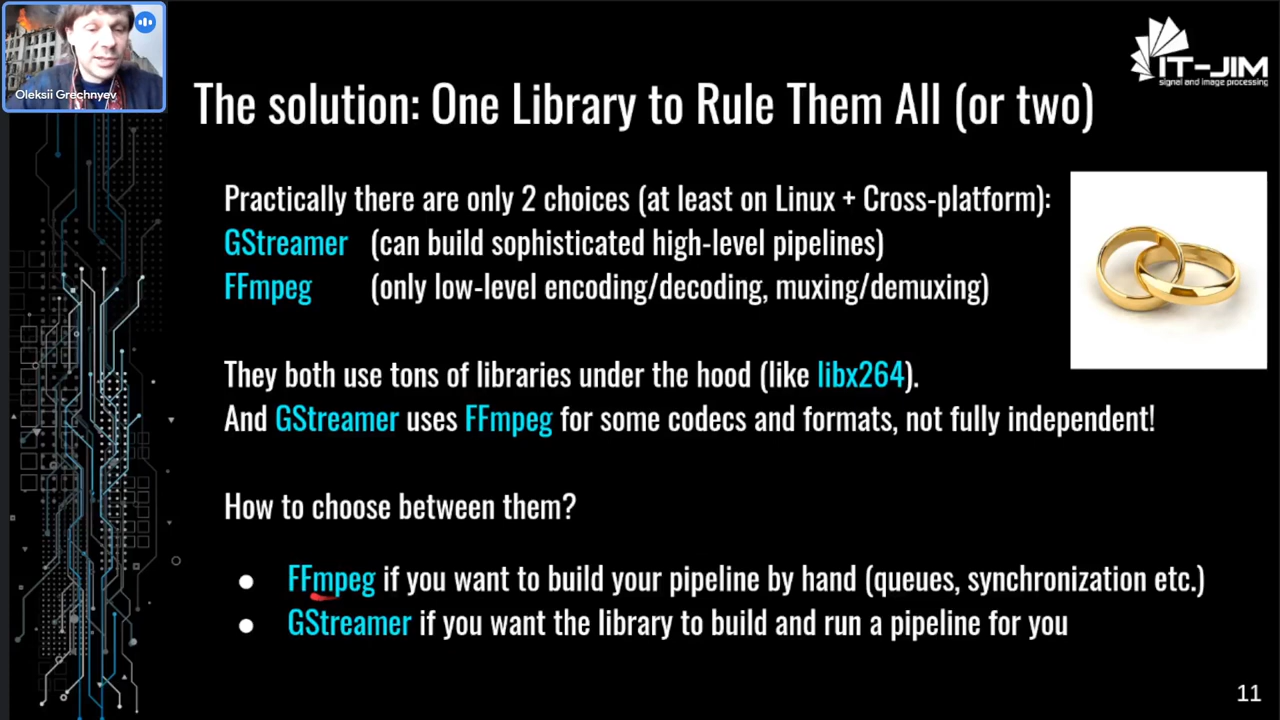 Oleksii Grechnyev
IT-JIM
signal and image processing
The solution: One Library to Rule Them All (or two)
Practically there are only 2 choices (at least on Linux + Cross-platform):
GStreamer (can build sophisticated high-level pipelines)
FFmpeg (only low-level encoding/decoding, muxing/demuxing)
They both use tons of libraries under the hood (like libx264).
And GStreamer uses FFmpeg for some codecs and formats, not fully independent!
How to choose between them?
● FFmpeg if you want to build your pipeline by hand (queues, synchronization etc.)
● GStreamer if you want the library to build and run a pipeline for you
11